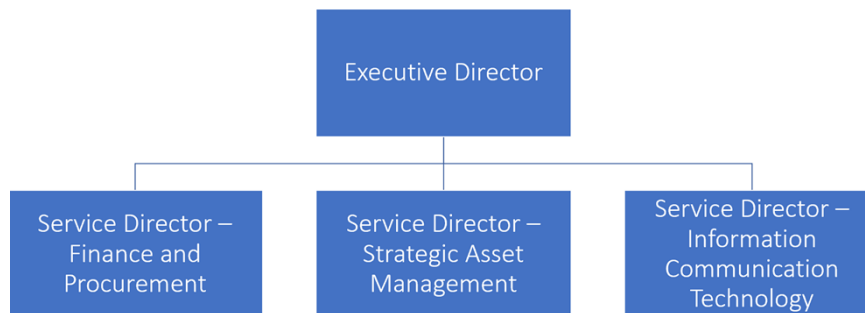 Executive Director
Service Director –
Finance and
Procurement
Service Director –
Strategic Asset
Management
Service Director –
Information
Communication
Technology